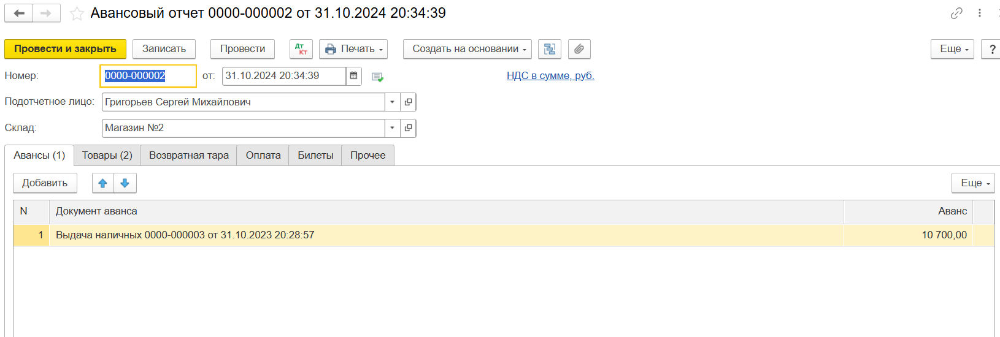 Авансовый отчет 0000-000002 от 31.10.2024 20:34:39
Провести и закрыть Записать Провести Дт Кт Печать Создать на основании Еще ?
Номер: 0000-000002 от: 31.10.2024 20:34:39 НДС в сумме, руб.
Подотчетное лицо: Григорьев Сергей Михайлович
Склад: Магазин №2
Авансы (1) Товары (2) Возвратная тара Оплата Билеты Прочее
Добавить Еще
N Документ аванса Аванс
1 Выдача наличных 0000-000003 от 31.10.2023 20:28:57 10 700,00